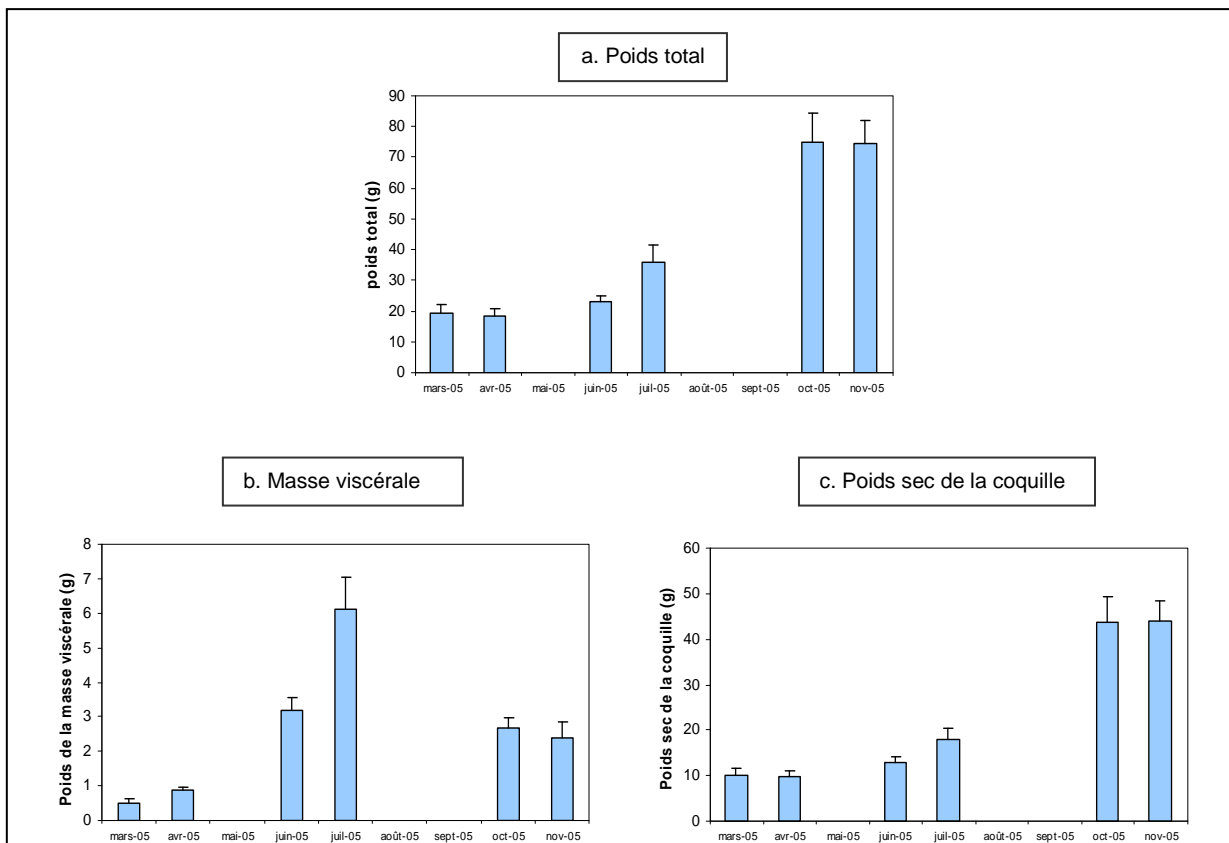 a. Poids total
90
80
70
60
50
40
30
20
10
0
poids total (g)
mars-05 avr-05 mai-05 juin-05 juil-05 août-05 sept-05 oct-05 nov-05
b. Masse viscérale
8
7
6
5
4
3
2
1
0
Poids de la masse viscérale (g)
mars-05 avr-05 mai-05 juin-05 juil-05 août-05 sept-05 oct-05 nov-05
c. Poids sec de la coquille
60
50
40
30
20
10
0
Poids sec de la coquille (g)
mars-05 avr-05 mai-05 juin-05 juil-05 août-05 sept-05 oct-05 nov-05